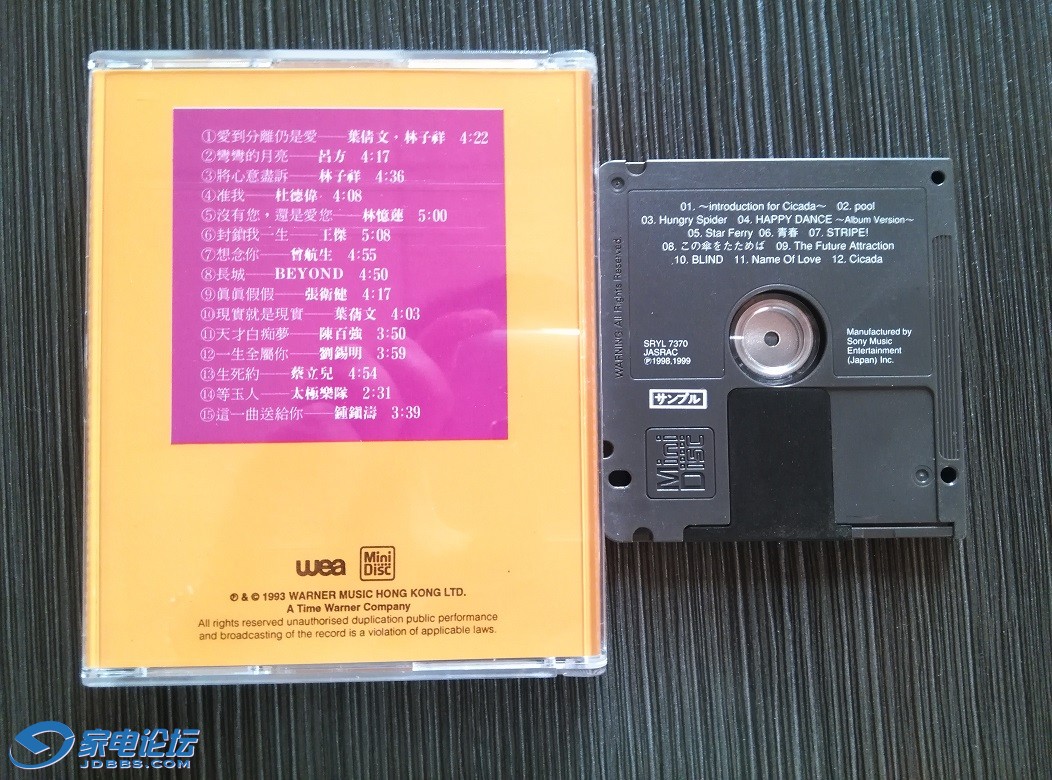 ①愛到分離仍是愛——葉倩文·林子祥 4:22
②彎彎的月亮——呂方 4:17
③將心意盡訴——林子祥 4:36
④准我——杜德偉 4:08
⑤沒有您，還是愛您——林憶蓮 5:00
⑥封鎖我一生——王傑 5:08
⑦想念你——曾航生 4:55
⑧長城——BEYOND 4:50
⑨眞眞假假——張衛健 4:17
⑩現實就是現實——葉蒨文 4:03
⑪天才白痴夢——陳百強 3:50
⑫一生全屬你——劉錫明 3:59
⑬生死約——蔡立兒 4:54
⑭等玉人——太極樂隊 2:31
⑮這一曲送給你——鍾鎭濤 3:39
wea Mini Disc
℗ & © 1993 WARNER MUSIC HONG KONG LTD.
A Time Warner Company
All rights reserved unauthorised duplication public performance
and broadcasting of the record is a violation of applicable laws.
01. ～introduction for Cicada～ 02. pool
03. Hungry Spider 04. HAPPY DANCE ～Album Version～
05. Star Ferry 06. 青春 07. STRIPE!
08. この傘をたためば 09. The Future Attraction
10. BLIND 11. Name Of Love 12. Cicada
WARNING All Rights Reserved
SRYL 7370
JASRAC
℗1998,1999
Manufactured by
Sony Music
Entertainment
(Japan) Inc.
サンプル
Mini Disc
家电论坛
JDBBS.COM